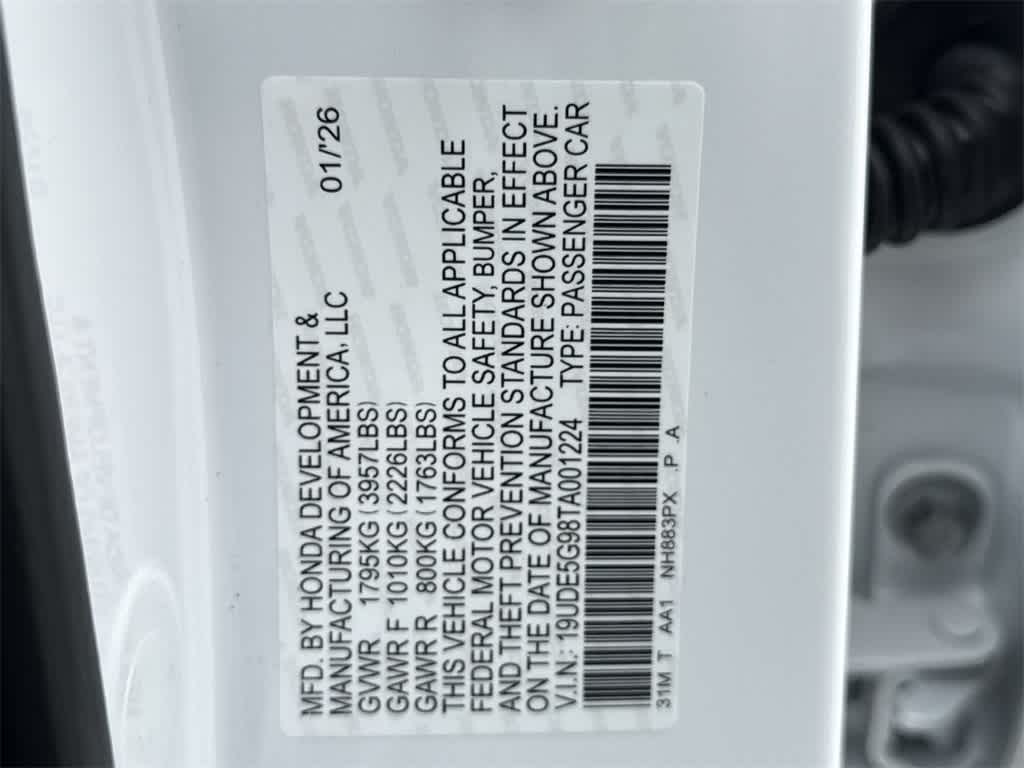 MFD. BY HONDA DEVELOPMENT &
MANUFACTURING OF AMERICA, LLC 01/'26
GVWR 1795KG (3957LBS)
GAWR F 1010KG (2226LBS)
GAWR R 800KG (1763LBS)
THIS VEHICLE CONFORMS TO ALL APPLICABLE
FEDERAL MOTOR VEHICLE SAFETY, BUMPER,
AND THEFT PREVENTION STANDARDS IN EFFECT
ON THE DATE OF MANUFACTURE SHOWN ABOVE.
V.I.N.: 19UDE5G98TA001224 TYPE: PASSENGER CAR
31M T AA1 NH883PX .P .A